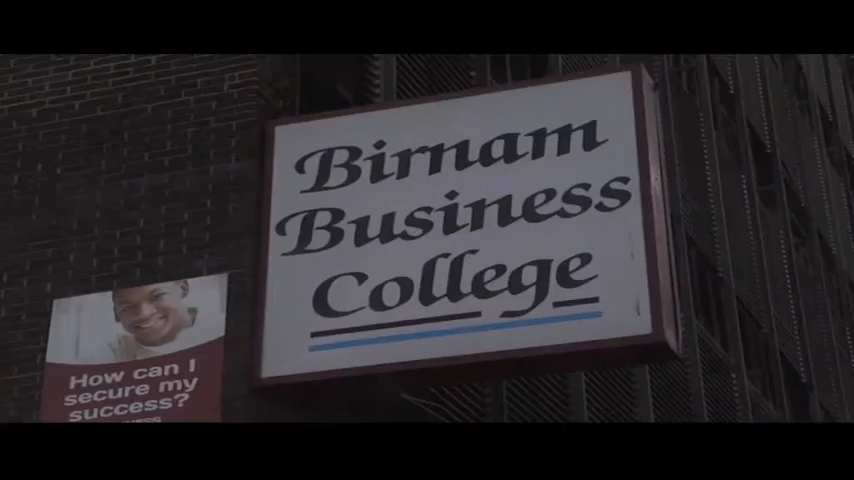 Birnam
Business
College
How can I
secure my
success?